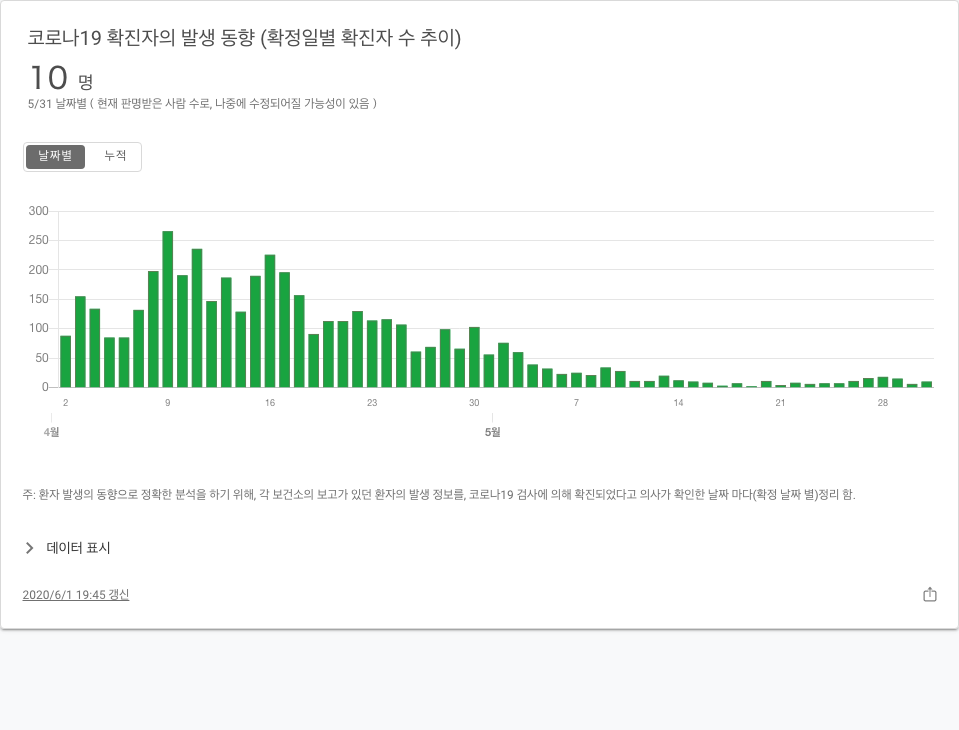 코로나19 확진자의 발생 동향 (확정일별 확진자 수 추이)
10 명
5/31 날짜별 ( 현재 판명받은 사람 수로, 나중에 수정되어질 가능성이 있음 )
날짜별 누적
300
250
200
150
100
50
0
2 9 16 23 30 7 14 21 28
4월 5월
주: 환자 발생의 동향으로 정확한 분석을 하기 위해, 각 보건소의 보고가 있던 환자의 발생 정보를, 코로나19 검사에 의해 확진되었다고 의사가 확인한 날짜 마다(확정 날짜 별)정리 함.
데이터 표시
2020/6/1 19:45 갱신